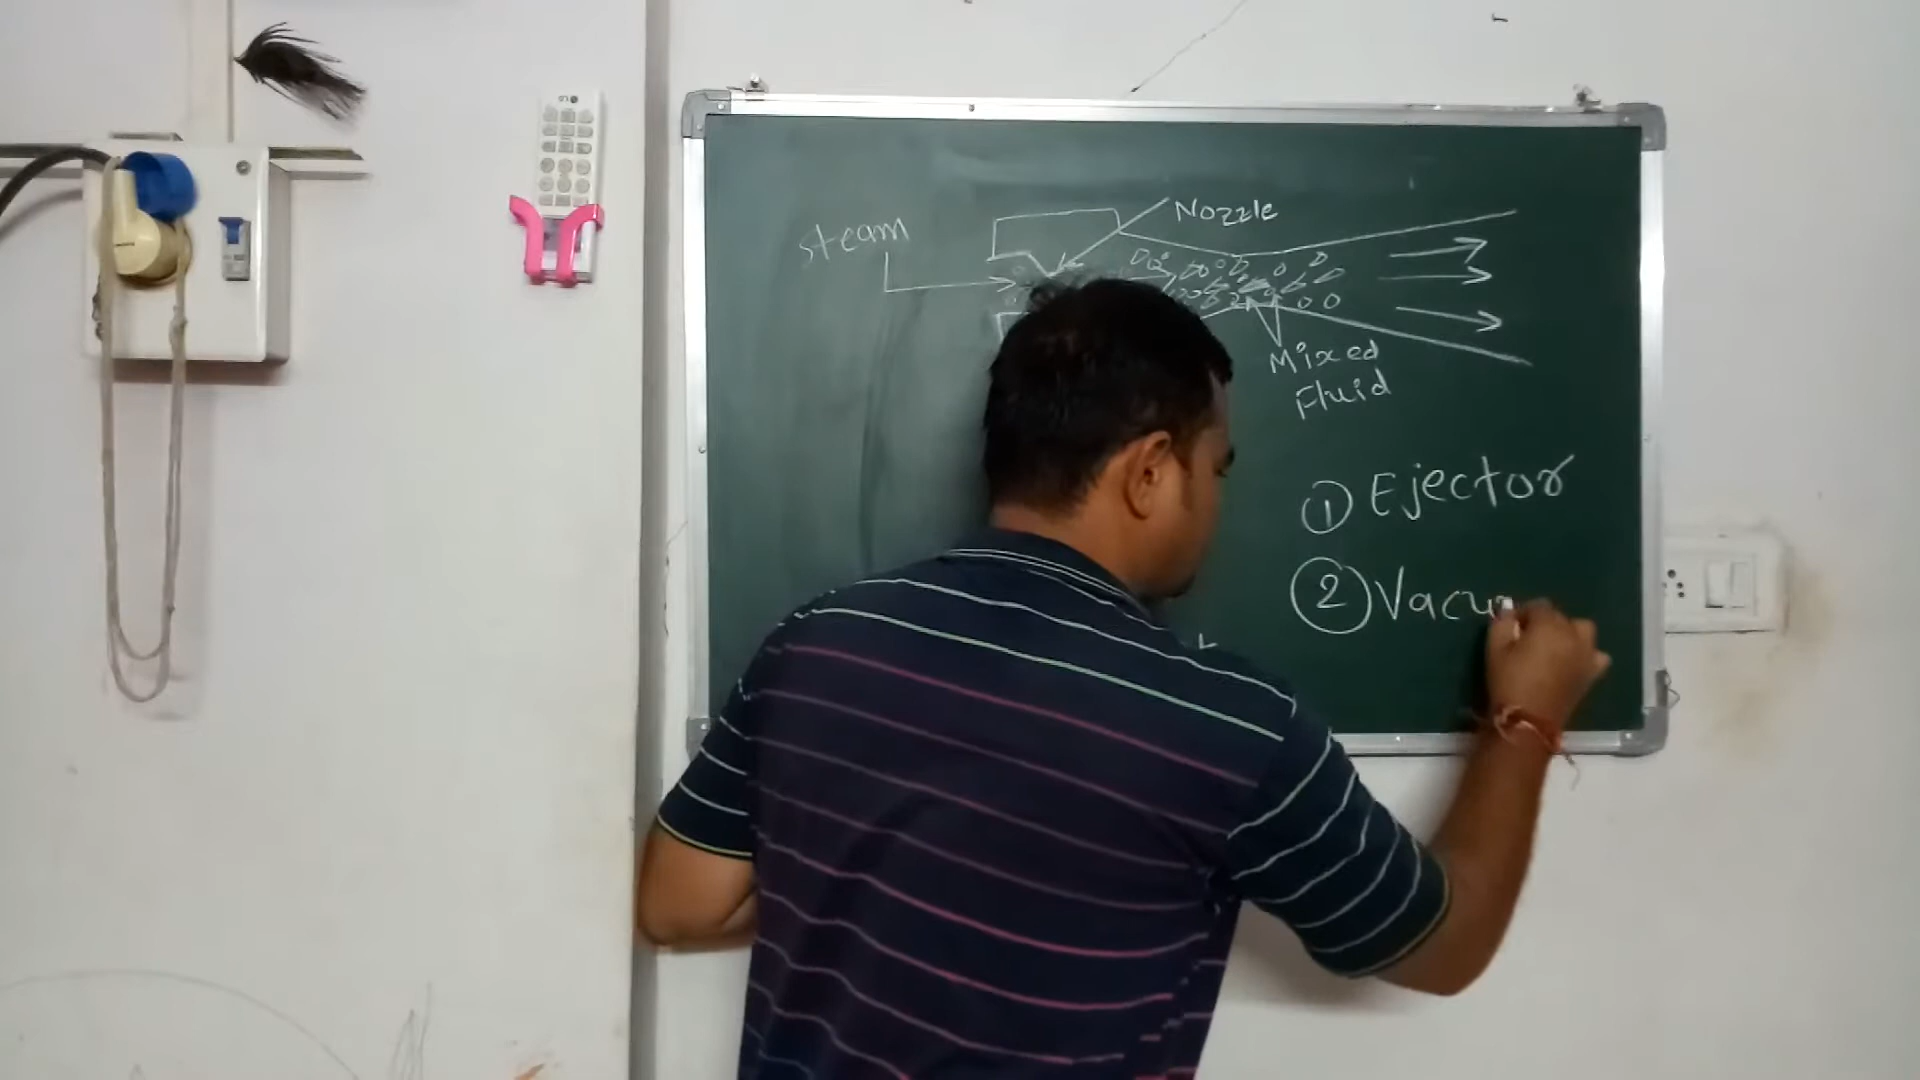 Nozzle
steam
Mixed
Fluid
① Ejector
② Vacu